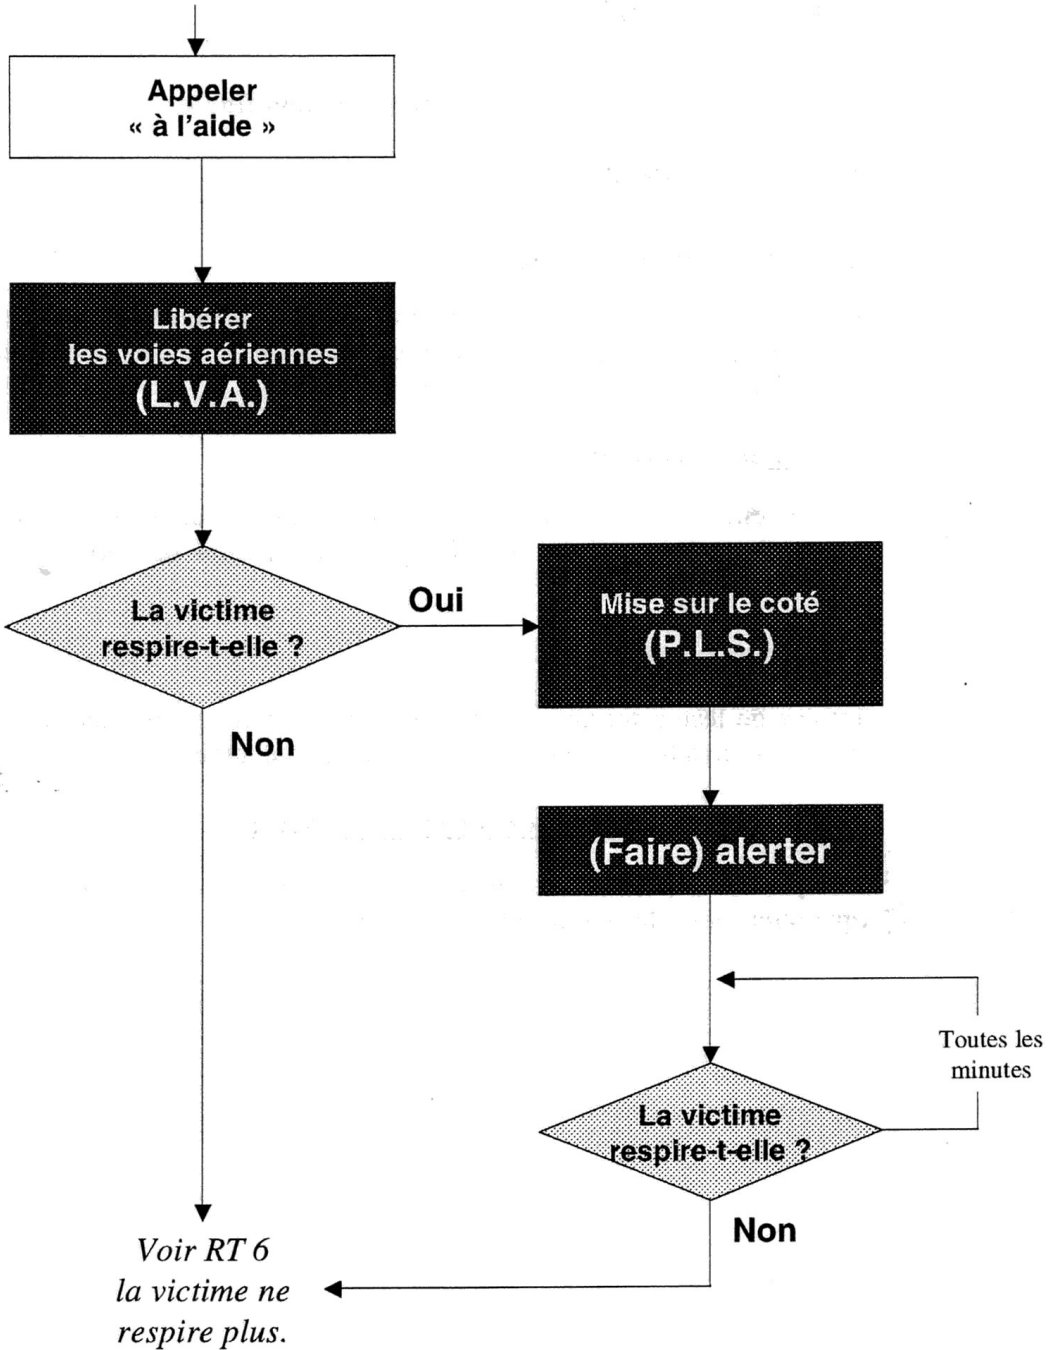 Appeler
« à l'aide »
Libérer
les voies aériennes
(L.V.A.)
La victime
respire-t-elle ?
Oui
Mise sur le coté
(P.L.S.)
Non
(Faire) alerter
Toutes les
minutes
La victime
respire-t-elle ?
Non
Voir RT 6
la victime ne
respire plus.